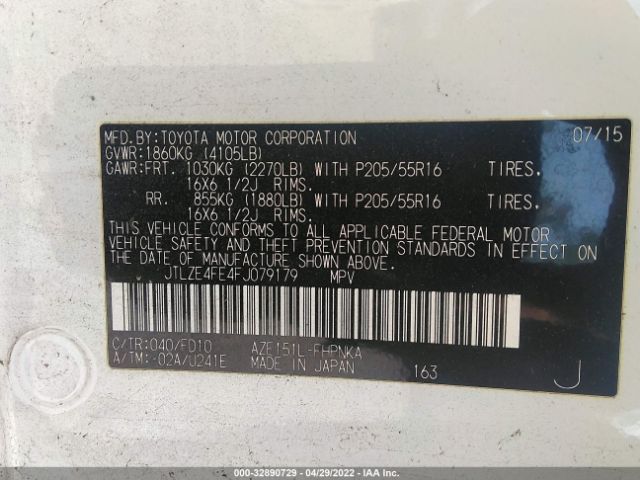 MFD.BY:TOYOTA MOTOR CORPORATION 07/15
GVWR:1860KG (4105LB)
GAWR:FRT. 1030KG (2270LB) WITH P205/55R16 TIRES.
16X6 1/2J RIMS.
RR. 855KG (1880LB) WITH P205/55R16 TIRES.
16X6 1/2J RIMS.
THIS VEHICLE CONFORMS TO ALL APPLICABLE FEDERAL MOTOR
VEHICLE SAFETY AND THEFT PREVENTION STANDARDS IN EFFECT ON
THE DATE OF MANUFACTURE SHOWN ABOVE.
JTLZE4FE4FJ079179 MPV
C/TR:040/FD10 AZE151L-FHPNKA
A/TM:-02A/U241E MADE IN JAPAN 163 J
000-32890729 - 04/29/2022 - IAA Inc.